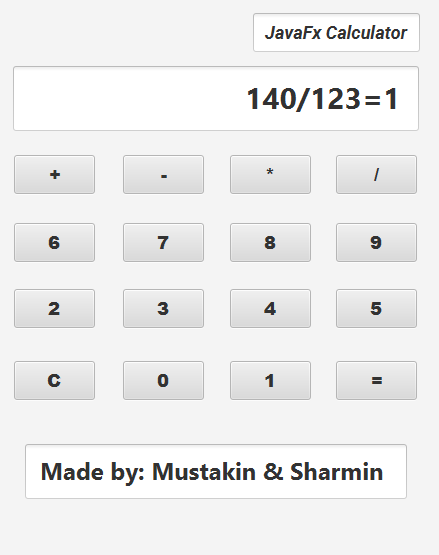 JavaFx Calculator
140/123=1
+ - * /
6 7 8 9
2 3 4 5
C 0 1 =
Made by: Mustakin & Sharmin